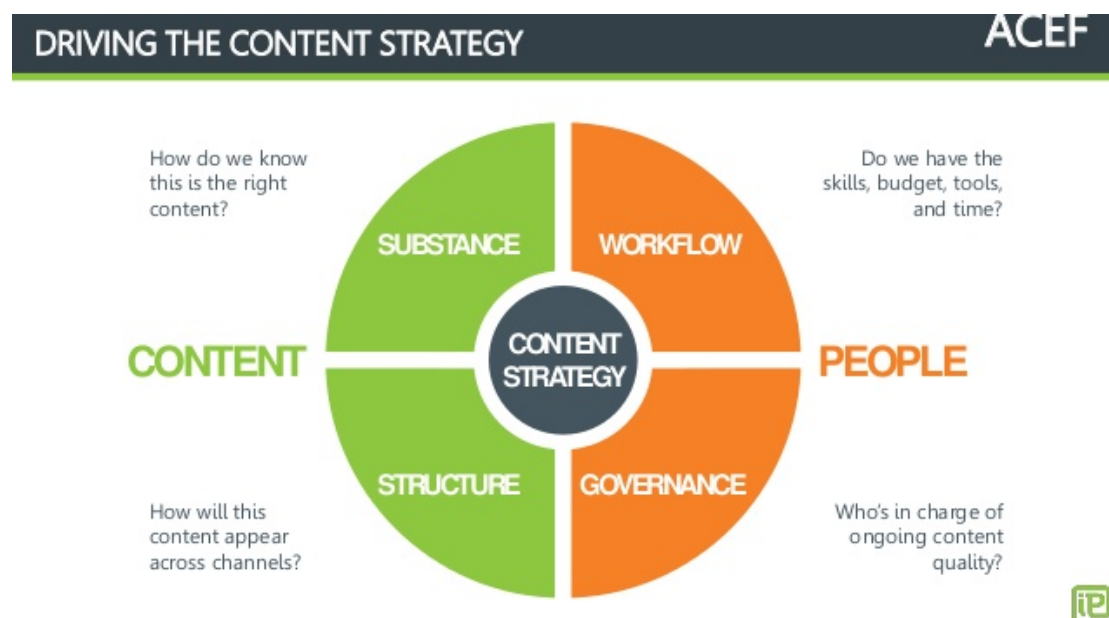 DRIVING THE CONTENT STRATEGY
ACEF
How do we know
this is the right
content?
Do we have the
skills, budget, tools,
and time?
SUBSTANCE
WORKFLOW
CONTENT
CONTENT
STRATEGY
PEOPLE
STRUCTURE
GOVERNANCE
How will this
content appear
across channels?
Who's in charge of
ongoing content
quality?
iP